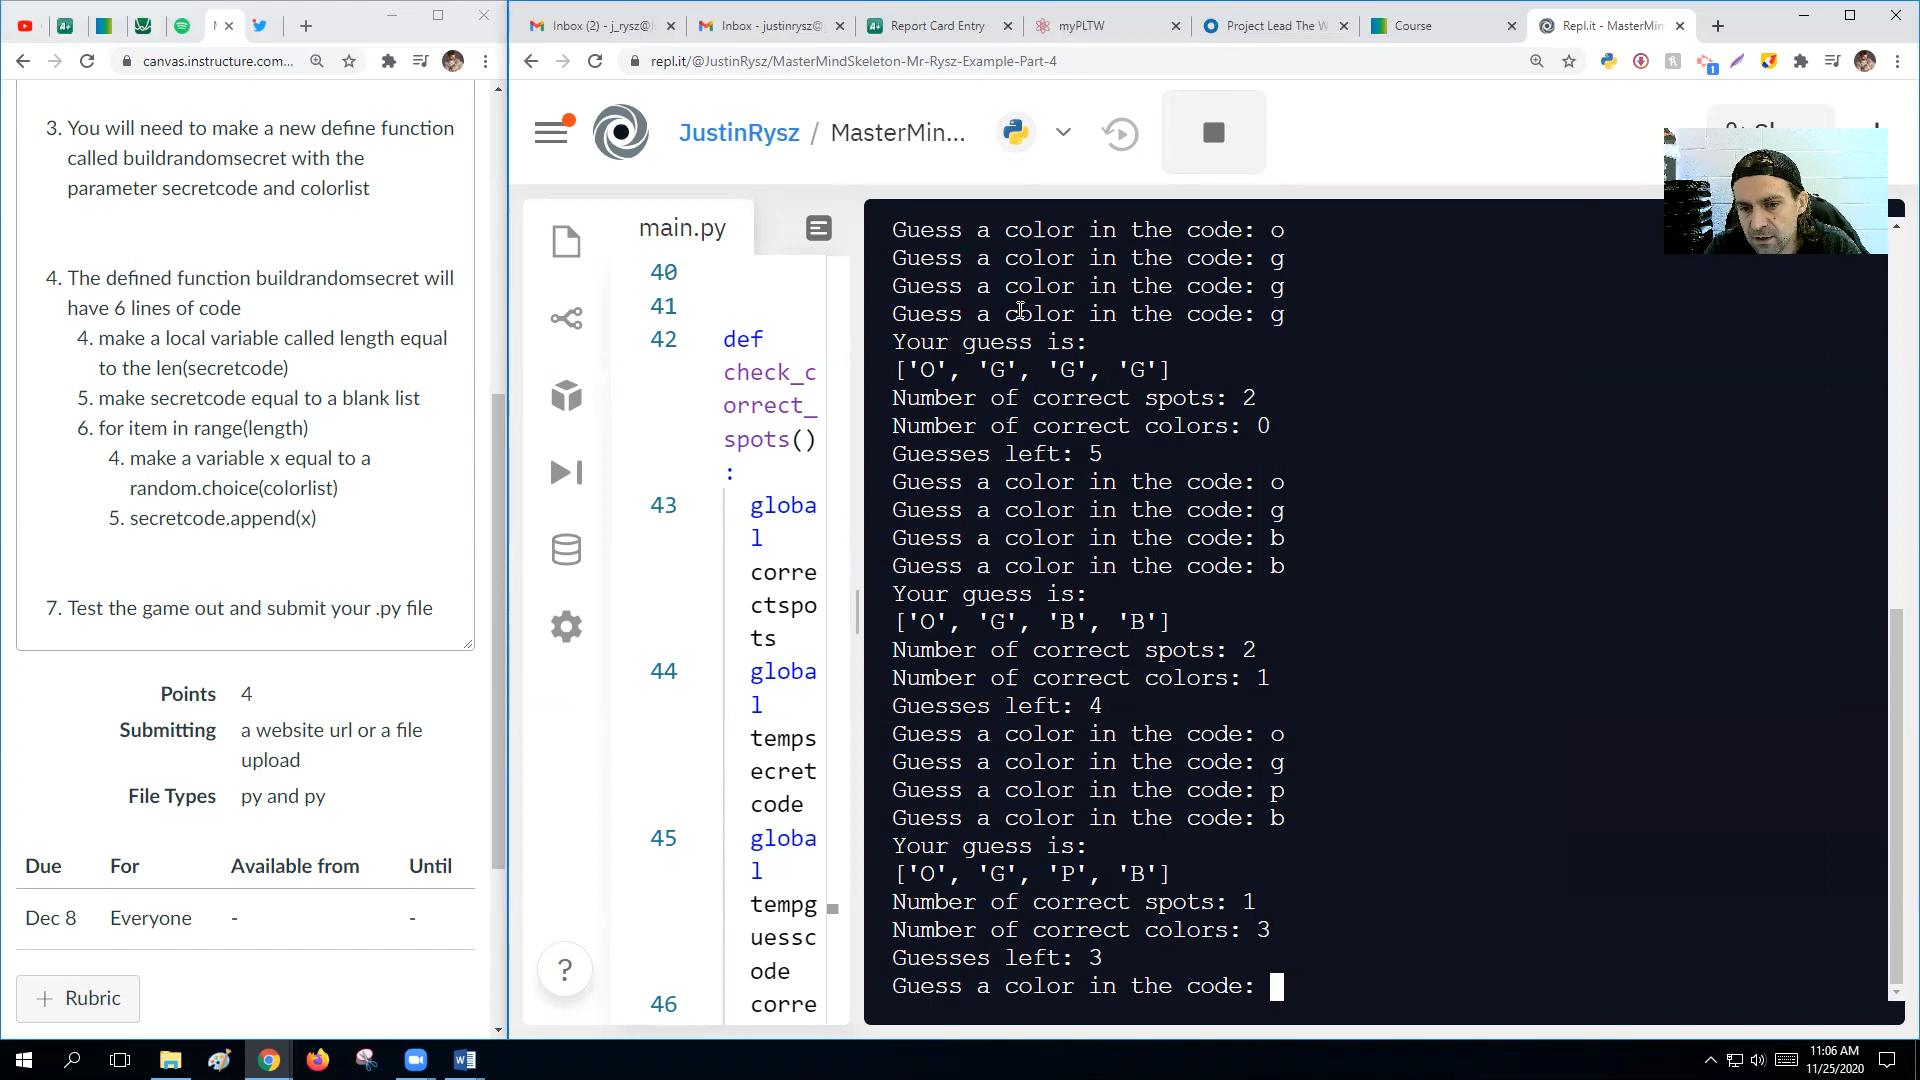 Inbox (2) - j_rysz@l
Inbox - justinrysz@
Report Card Entry
myPLTW
Project Lead The W
Course
Repl.it - MasterMin
canvas.instructure.com...
repl.it/@JustinRysz/MasterMindSkeleton-Mr-Rysz-Example-Part-4
3. You will need to make a new define function
called buildrandomsecret with the
parameter secretcode and colorlist
4. The defined function buildrandomsecret will
have 6 lines of code
4. make a local variable called length equal
to the len(secretcode)
5. make secretcode equal to a blank list
6. for item in range(length)
4. make a variable x equal to a
random.choice(colorlist)
5. secretcode.append(x)
7. Test the game out and submit your .py file
Points 4
Submitting a website url or a file
upload
File Types py and py
Due For Available from Until
Dec 8 Everyone - -
+ Rubric
JustinRysz / MasterMin...
main.py
40
41
42 def
check_c
orrect_
spots()
:
43 globa
l
corre
ctspo
ts
44 globa
l
temps
ecret
code
45 globa
l
tempg
uessc
ode
46 corre
?
Guess a color in the code: o
Guess a color in the code: g
Guess a color in the code: g
Guess a color in the code: g
Your guess is:
['O', 'G', 'G', 'G']
Number of correct spots: 2
Number of correct colors: 0
Guesses left: 5
Guess a color in the code: o
Guess a color in the code: g
Guess a color in the code: b
Guess a color in the code: b
Your guess is:
['O', 'G', 'B', 'B']
Number of correct spots: 2
Number of correct colors: 1
Guesses left: 4
Guess a color in the code: o
Guess a color in the code: g
Guess a color in the code: p
Guess a color in the code: b
Your guess is:
['O', 'G', 'P', 'B']
Number of correct spots: 1
Number of correct colors: 3
Guesses left: 3
Guess a color in the code:
11:06 AM
11/25/2020